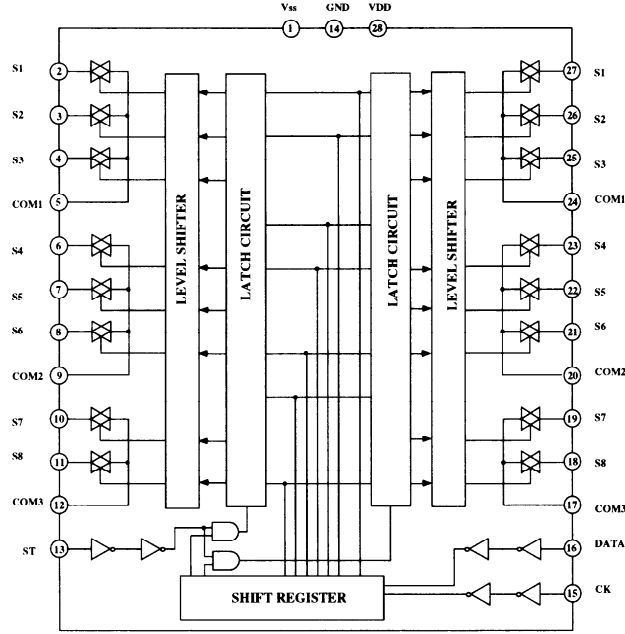 Vss GND VDD
1 14 28
S1 2 27 S1
S2 3 26 S2
S3 4 25 S3
COM1 5 24 COM1
S4 6 23 S4
S5 7 22 S5
S6 8 21 S6
COM2 9 20 COM2
S7 10 19 S7
S8 11 18 S8
COM3 12 17 COM3
ST 13 16 DATA
15 CK
LEVEL SHIFTER
LATCH CIRCUIT
LATCH CIRCUIT
LEVEL SHIFTER
SHIFT REGISTER